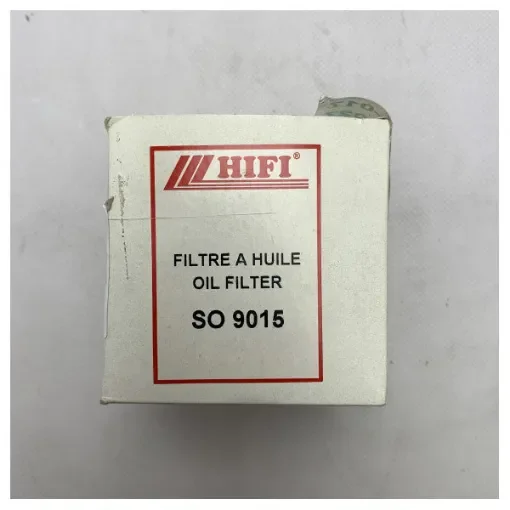 HIFI®
FILTRE A HUILE
OIL FILTER
SO 9015